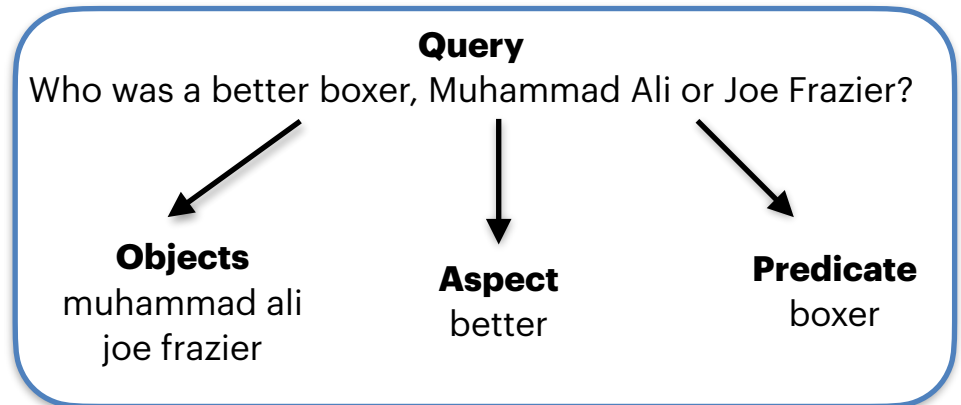 Query
Who was a better boxer, Muhammad Ali or Joe Frazier?
Objects
muhammad ali
joe frazier
Aspect
better
Predicate
boxer